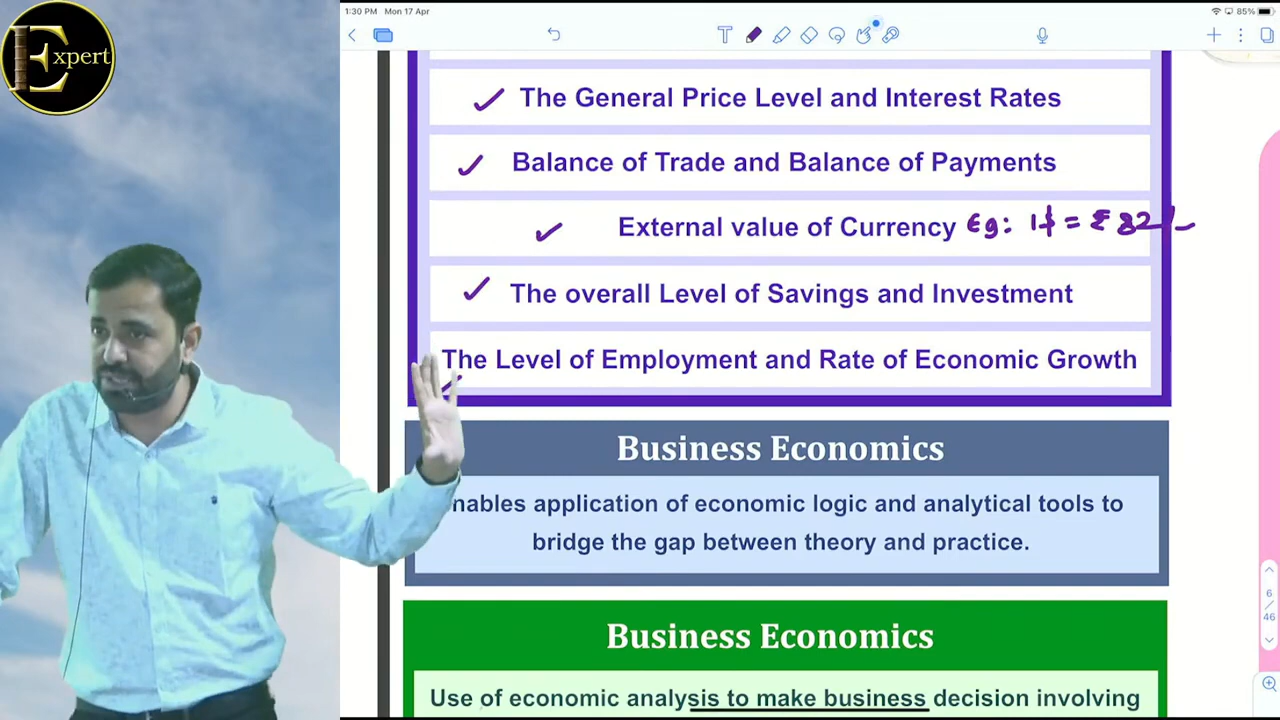 Expert
1:30 PM Mon 17 Apr
85%
T
The General Price Level and Interest Rates
Balance of Trade and Balance of Payments
External value of Currency Eg: 1$ = ₹82/-
The overall Level of Savings and Investment
The Level of Employment and Rate of Economic Growth
Business Economics
nables application of economic logic and analytical tools to
bridge the gap between theory and practice.
6
/
46
Business Economics
Use of economic analysis to make business decision involving